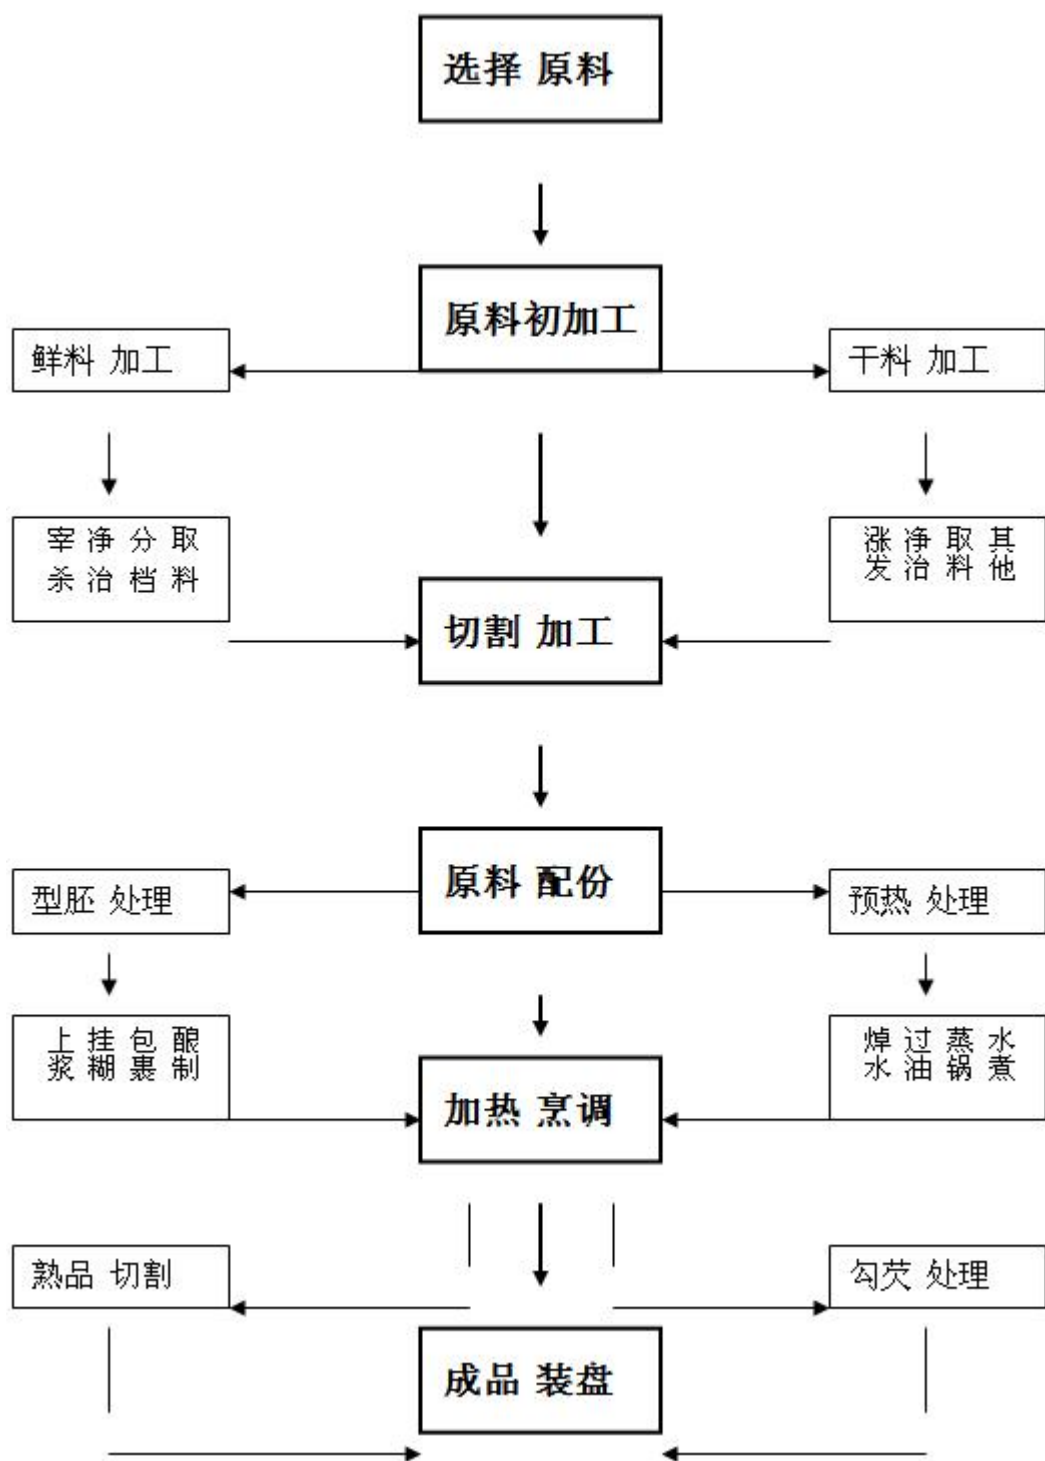 选择 原料
原料初加工
鲜料 加工
干料 加工
宰 净 分 取
杀 治 档 料
涨 净 取 其
发 治 料 他
切割 加工
原料 配份
型胚 处理
预热 处理
上 挂 包 酿
浆 糊 裹 制
焯 过 蒸 水
水 油 锅 煮
加热 烹调
熟品 切割
勾芡 处理
成品 装盘